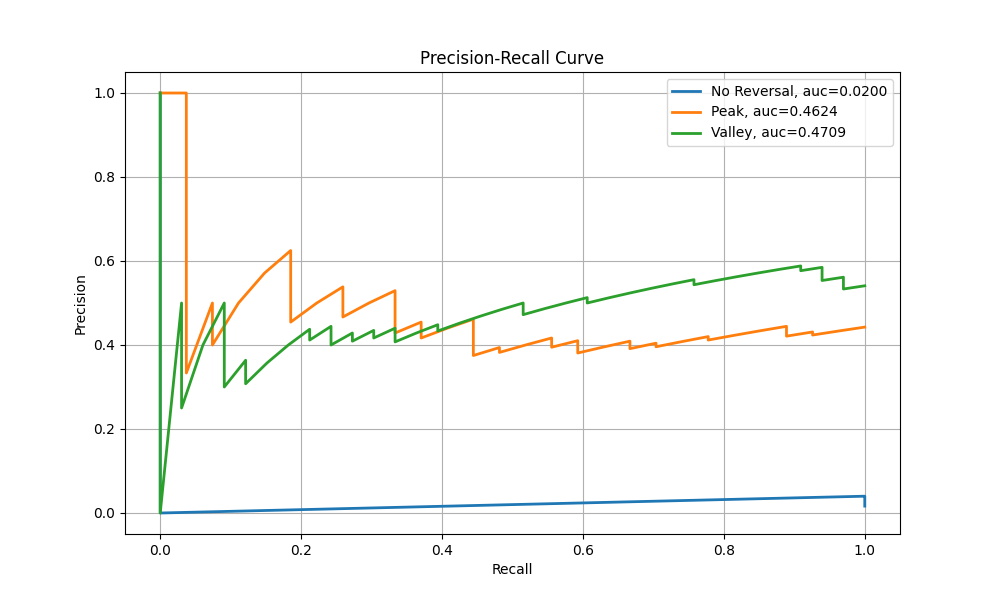 Precision-Recall Curve
No Reversal, auc=0.0200
Peak, auc=0.4624
Valley, auc=0.4709
Precision
1.0
0.8
0.6
0.4
0.2
0.0
0.0 0.2 0.4 0.6 0.8 1.0
Recall